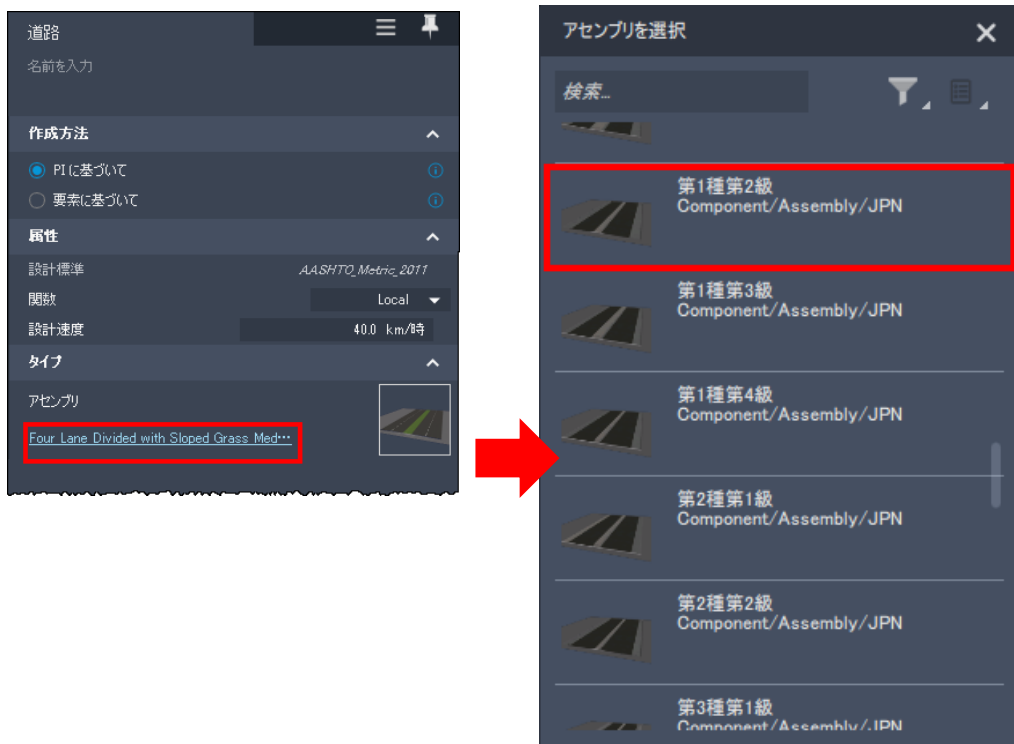 道路
名前を入力
作成方法
PIに基づいて
要素に基づいて
属性
設計標準 AASHTO_Metric_2011
関数 Local
設計速度 40.0 km/時
タイプ
アセンブリ
Four Lane Divided with Sloped Grass Med…
アセンブリを選択
検索...
第1種第2級
Component/Assembly/JPN
第1種第3級
Component/Assembly/JPN
第1種第4級
Component/Assembly/JPN
第2種第1級
Component/Assembly/JPN
第2種第2級
Component/Assembly/JPN
第3種第1級
Component/Assembly/JPN